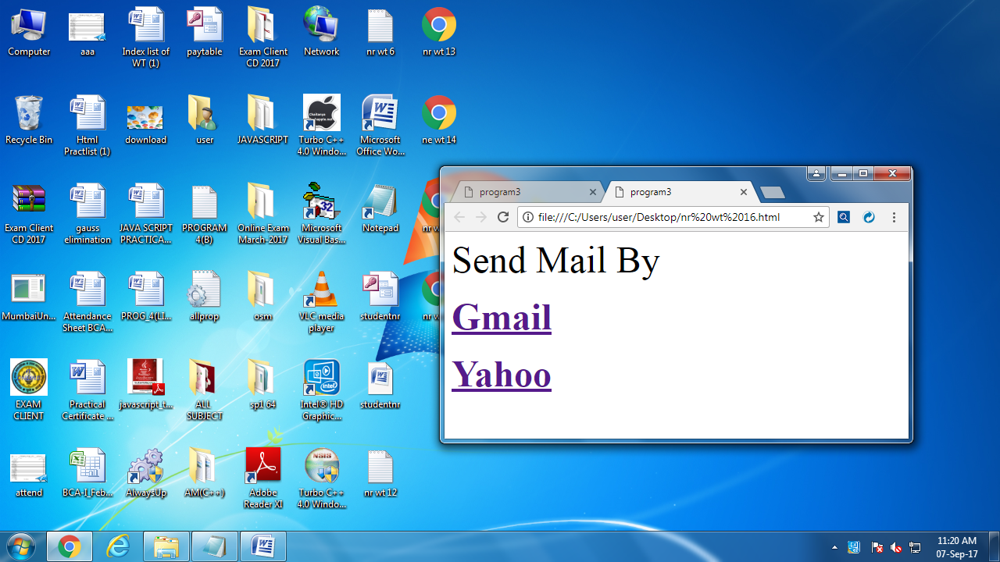 Computer
aaa
Index list of
WT (1)
paytable
Exam Client
CD 2017
Network
nr wt 6
nr wt 13
Recycle Bin
Html
Practlist (1)
download
user
JAVASCRIPT
Turbo C++
4.0 Windo...
Microsoft
Office Wo...
ne wt 14
Exam Client
CD 2017
gauss
elimination
JAVA SCRIPT
PRACTICA...
PROGRAM
4(B)
Online Exam
March-2017
Microsoft
Visual Bas...
Notepad
MumbaiUn...
Attendance
Sheet BCA...
PROG_4(LI...
allprop
osm
VLC media
player
studentnr
EXAM
CLIENT
Practical
Certificate ...
javascript_t...
ALL
SUBJECT
sp1 64
Intel® HD
Graphic...
studentnr
attend
BCA-I_Feb...
AlwaysUp
AM(C++)
Adobe
Reader XI
Turbo C++
4.0 Windo...
nr wt 12
program3
program3
file:///C:/Users/user/Desktop/nr%20wt%2016.html
Send Mail By
Gmail
Yahoo
11:20 AM
07-Sep-17